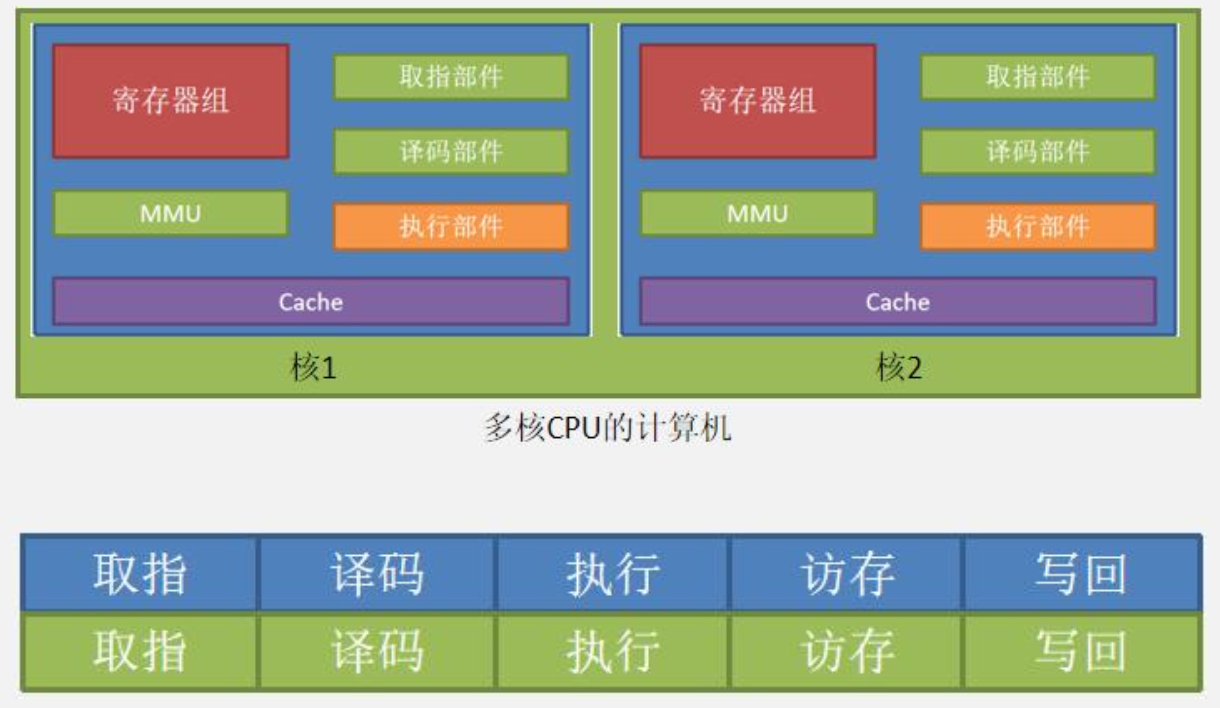 寄存器组 取指部件 寄存器组 取指部件
译码部件 译码部件
MMU 执行部件 MMU 执行部件
Cache Cache
核1 核2
多核CPU的计算机
取指 译码 执行 访存 写回
取指 译码 执行 访存 写回